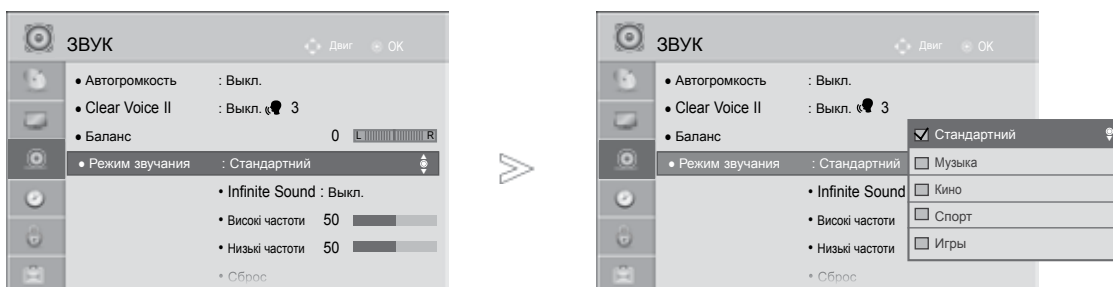 ЗВУК
Двиг ОК
• Автогромкость : Выкл.
• Clear Voice II : Выкл. 3
• Баланс 0 L R
• Режим звучания : Стандартний
• Infinite Sound : Выкл.
• Високі частоти 50
• Низькі частоти 50
• Сброс
ЗВУК
Двиг ОК
• Автогромкость : Выкл.
• Clear Voice II : Выкл. 3
• Баланс
• Режим звучания : Стандартний
• Infinite Sound
• Високі частоти
• Низькі частоти
• Сброс
Стандартний
Музыка
Кино
Спорт
Игры